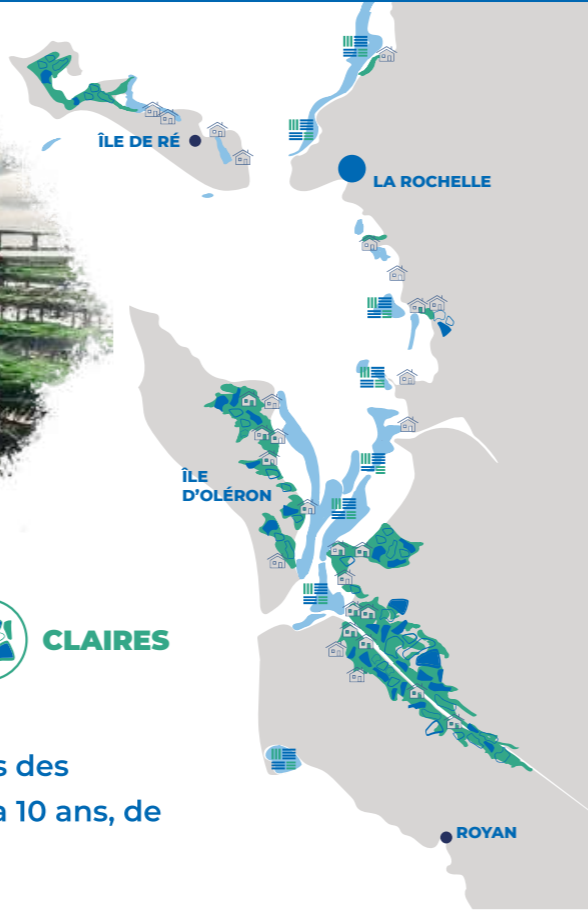 ÎLE DE RÉ
LA ROCHELLE
ÎLE
D'OLÉRON
CLAIRES
s des
a 10 ans, de
ROYAN